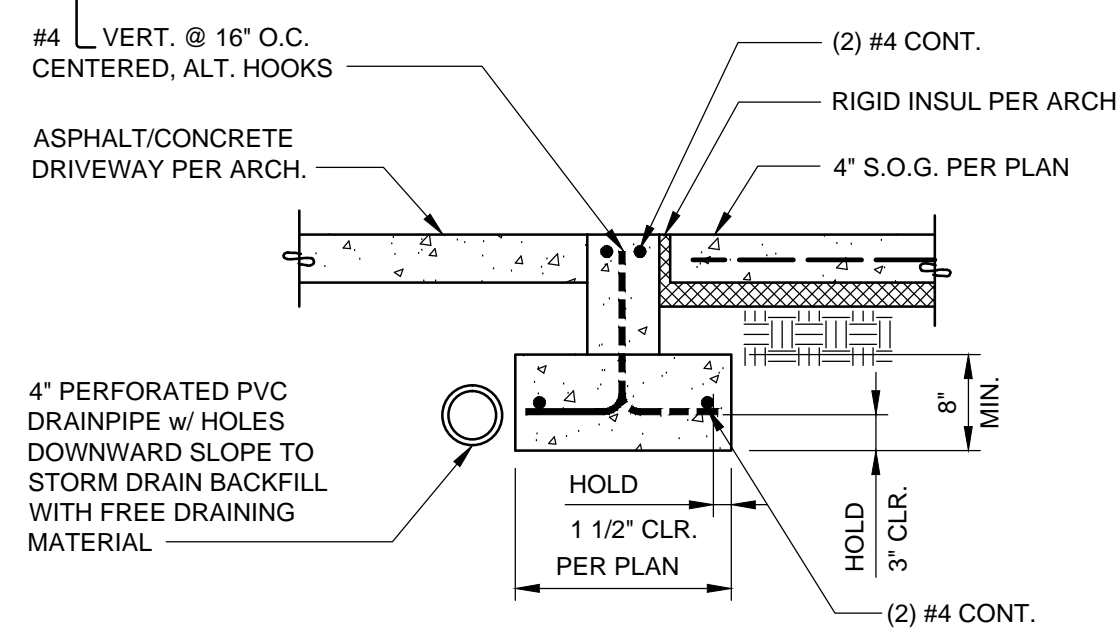 #4 VERT. @ 16" O.C.
CENTERED, ALT. HOOKS
ASPHALT/CONCRETE
DRIVEWAY PER ARCH.
4" PERFORATED PVC
DRAINPIPE w/ HOLES
DOWNWARD SLOPE TO
STORM DRAIN BACKFILL
WITH FREE DRAINING
MATERIAL
(2) #4 CONT.
RIGID INSUL PER ARCH
4" S.O.G. PER PLAN
8"
MIN.
HOLD
3" CLR.
HOLD
1 1/2" CLR.
PER PLAN
(2) #4 CONT.